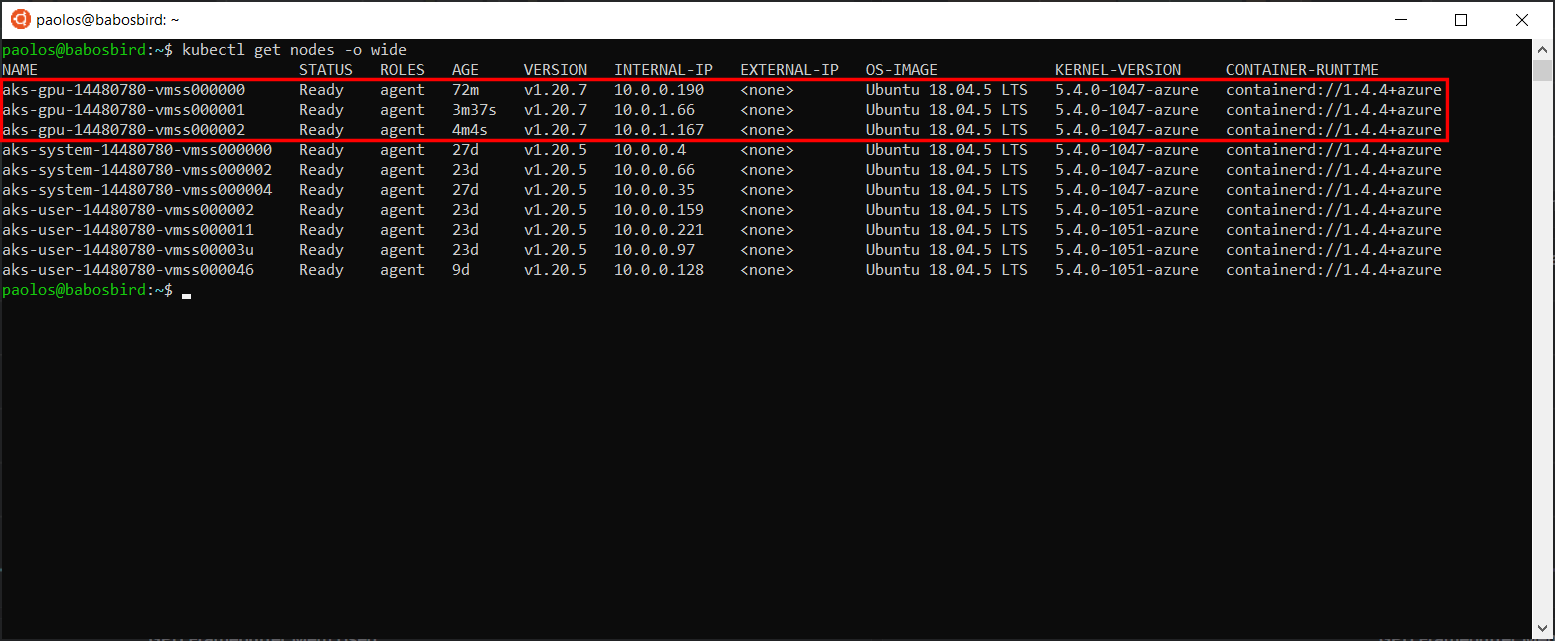 paolos@babosbird: ~
paolos@babosbird:~$ kubectl get nodes -o wide
NAME STATUS ROLES AGE VERSION INTERNAL-IP EXTERNAL-IP OS-IMAGE KERNEL-VERSION CONTAINER-RUNTIME
aks-gpu-14480780-vmss000000 Ready agent 72m v1.20.7 10.0.0.190 <none> Ubuntu 18.04.5 LTS 5.4.0-1047-azure containerd://1.4.4+azure
aks-gpu-14480780-vmss000001 Ready agent 3m37s v1.20.7 10.0.1.66 <none> Ubuntu 18.04.5 LTS 5.4.0-1047-azure containerd://1.4.4+azure
aks-gpu-14480780-vmss000002 Ready agent 4m4s v1.20.7 10.0.1.167 <none> Ubuntu 18.04.5 LTS 5.4.0-1047-azure containerd://1.4.4+azure
aks-system-14480780-vmss000000 Ready agent 27d v1.20.5 10.0.0.4 <none> Ubuntu 18.04.5 LTS 5.4.0-1047-azure containerd://1.4.4+azure
aks-system-14480780-vmss000002 Ready agent 23d v1.20.5 10.0.0.66 <none> Ubuntu 18.04.5 LTS 5.4.0-1047-azure containerd://1.4.4+azure
aks-system-14480780-vmss000004 Ready agent 27d v1.20.5 10.0.0.35 <none> Ubuntu 18.04.5 LTS 5.4.0-1047-azure containerd://1.4.4+azure
aks-user-14480780-vmss000002 Ready agent 23d v1.20.5 10.0.0.159 <none> Ubuntu 18.04.5 LTS 5.4.0-1051-azure containerd://1.4.4+azure
aks-user-14480780-vmss000011 Ready agent 23d v1.20.5 10.0.0.221 <none> Ubuntu 18.04.5 LTS 5.4.0-1051-azure containerd://1.4.4+azure
aks-user-14480780-vmss00003u Ready agent 23d v1.20.5 10.0.0.97 <none> Ubuntu 18.04.5 LTS 5.4.0-1051-azure containerd://1.4.4+azure
aks-user-14480780-vmss000046 Ready agent 9d v1.20.5 10.0.0.128 <none> Ubuntu 18.04.5 LTS 5.4.0-1051-azure containerd://1.4.4+azure
paolos@babosbird:~$